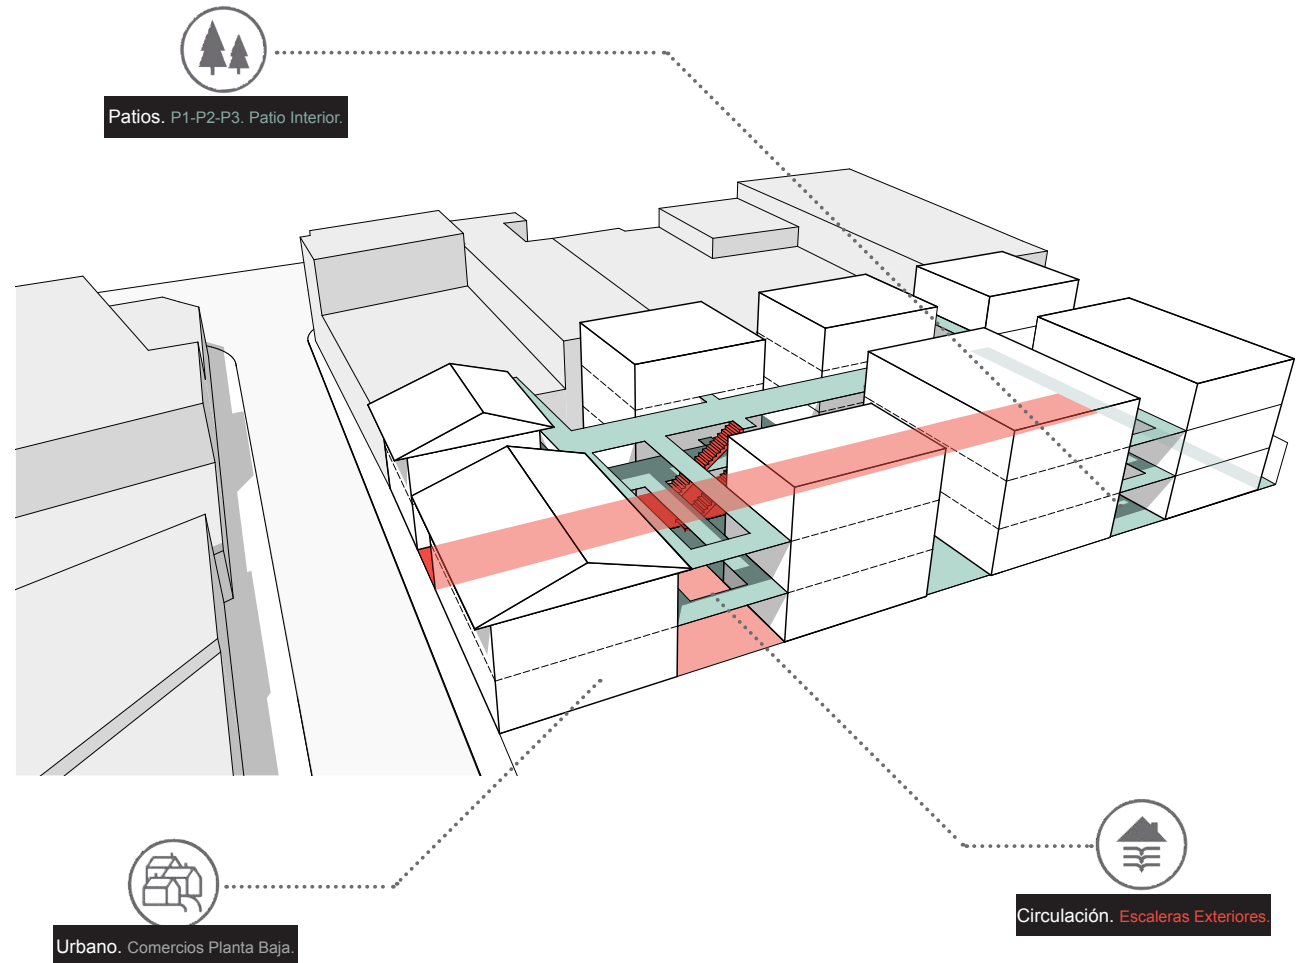 Patios. P1-P2-P3. Patio Interior.
Circulación. Escaleras Exteriores.
Urbano. Comercios Planta Baja.